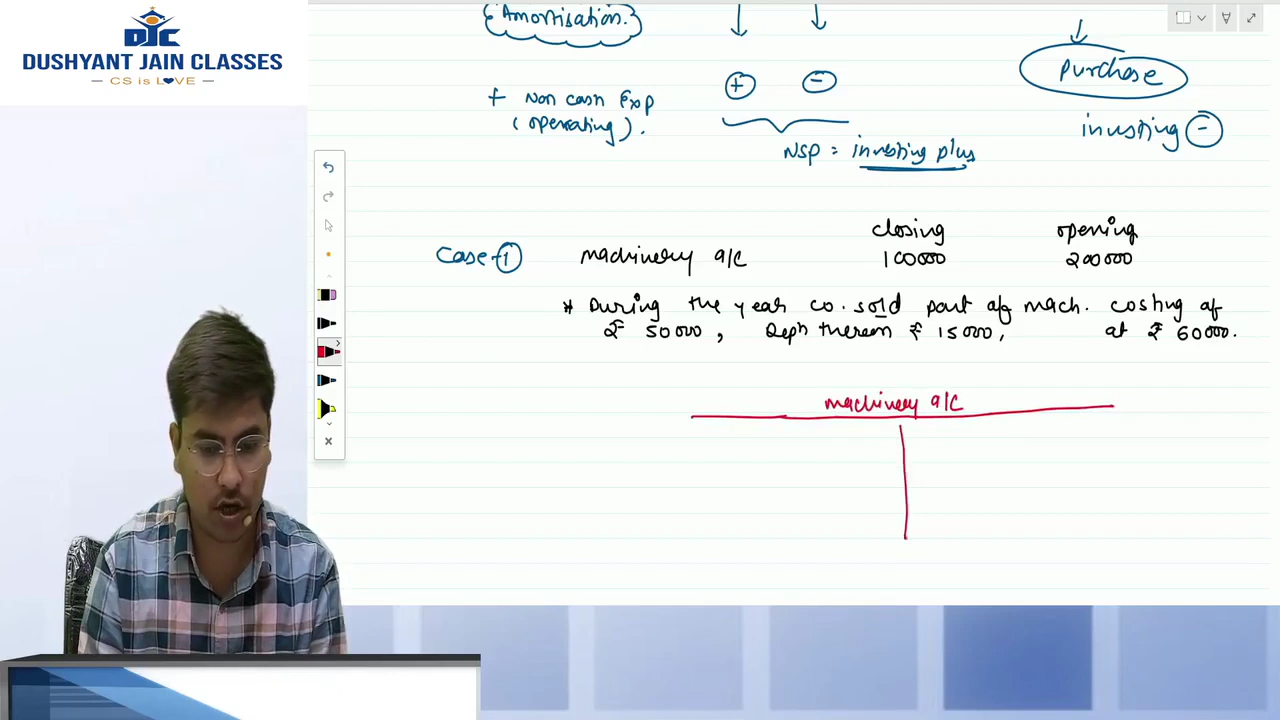 Amortisation.
DTC
DUSHYANT JAIN CLASSES
CS is LOVE
Purchase
+ Non cash Exp
(operating).
+ -
NSP = investing plus
investing -
closing opening
Case-1 machinery a/c 100000 200000
* During the year co. sold part of mach. costing of
₹ 50000, Deph thereon ₹ 15000, at ₹ 60000.
machinery a/c